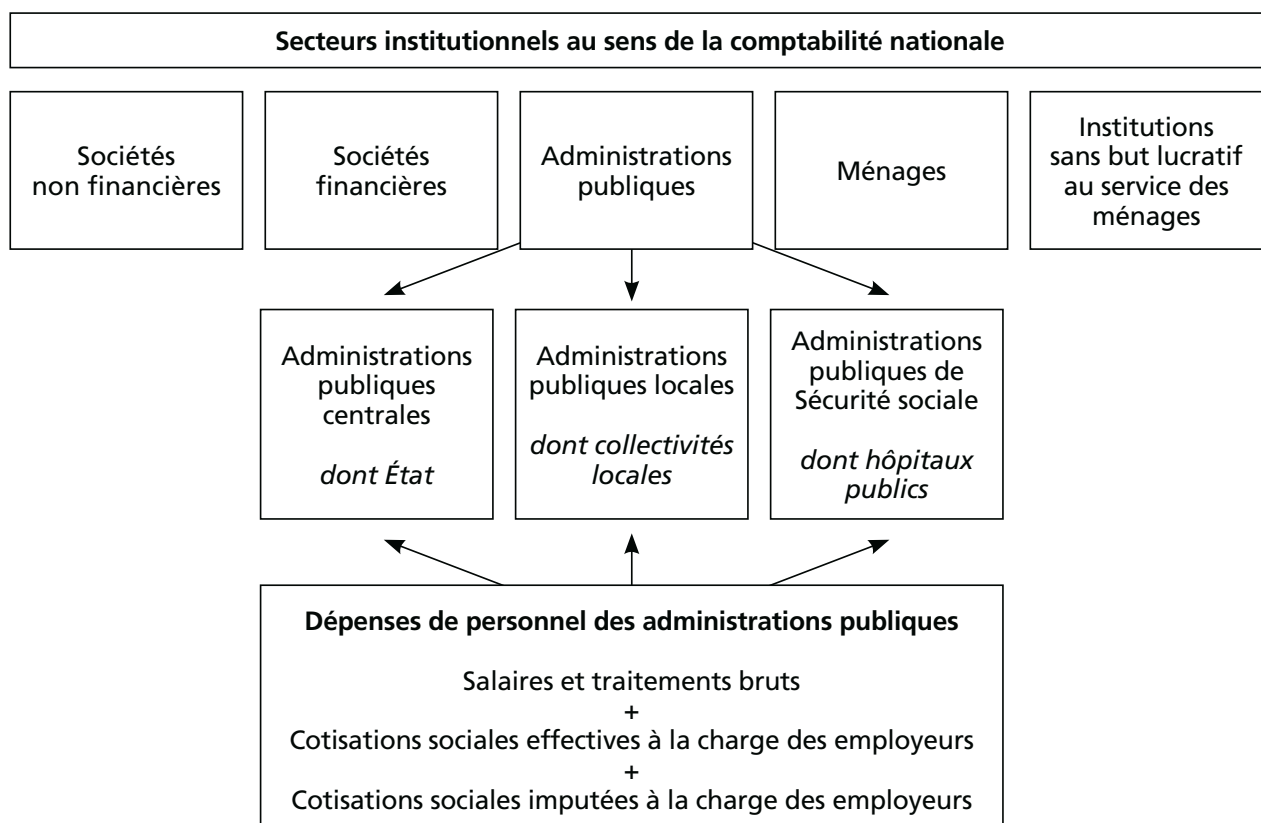 Secteurs institutionnels au sens de la comptabilité nationale
Sociétés
non financières
Sociétés
financières
Administrations
publiques
Ménages
Institutions
sans but lucratif
au service des
ménages
Administrations
publiques
centrales
dont État
Administrations
publiques locales
dont collectivités
locales
Administrations
publiques de
Sécurité sociale
dont hôpitaux
publics
Dépenses de personnel des administrations publiques
Salaires et traitements bruts
+
Cotisations sociales effectives à la charge des employeurs
+
Cotisations sociales imputées à la charge des employeurs